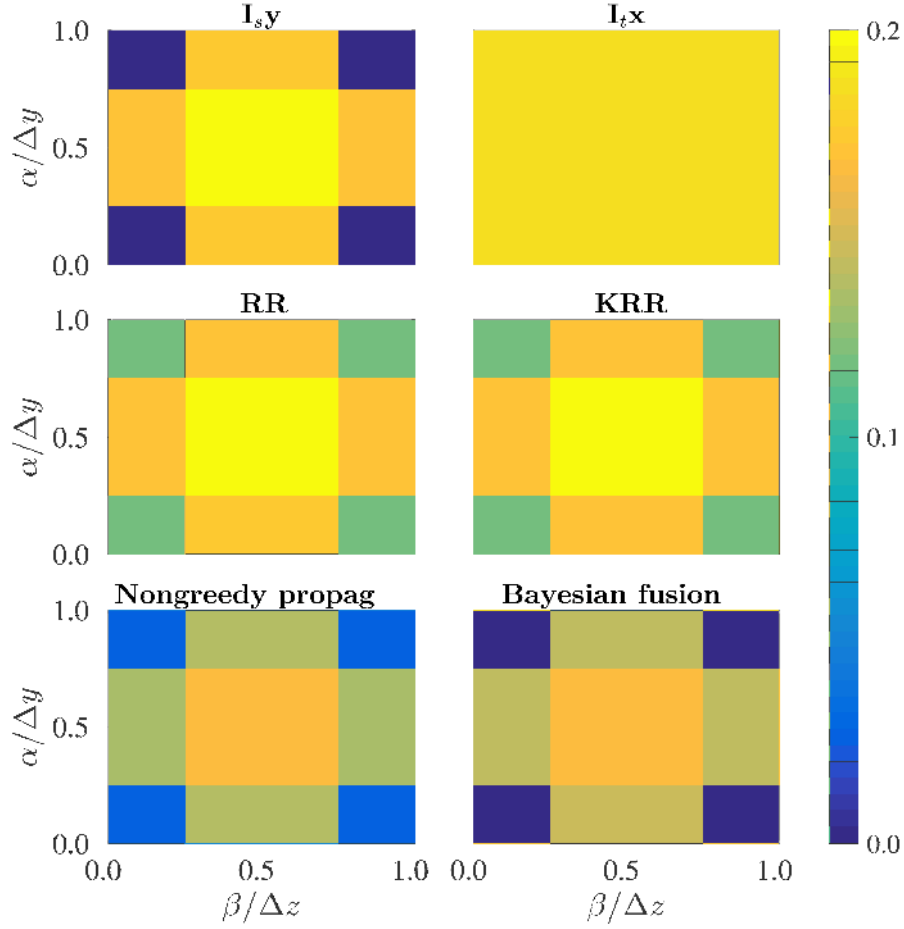 I_s y I_t x
1.0 0.2
α/Δy 0.5
0.0
RR KRR
1.0
α/Δy 0.5 0.1
0.0
Nongreedy propag Bayesian fusion
1.0
α/Δy 0.5
0.0 0.0
0.0 0.5 1.0 0.0 0.5 1.0
β/Δz β/Δz